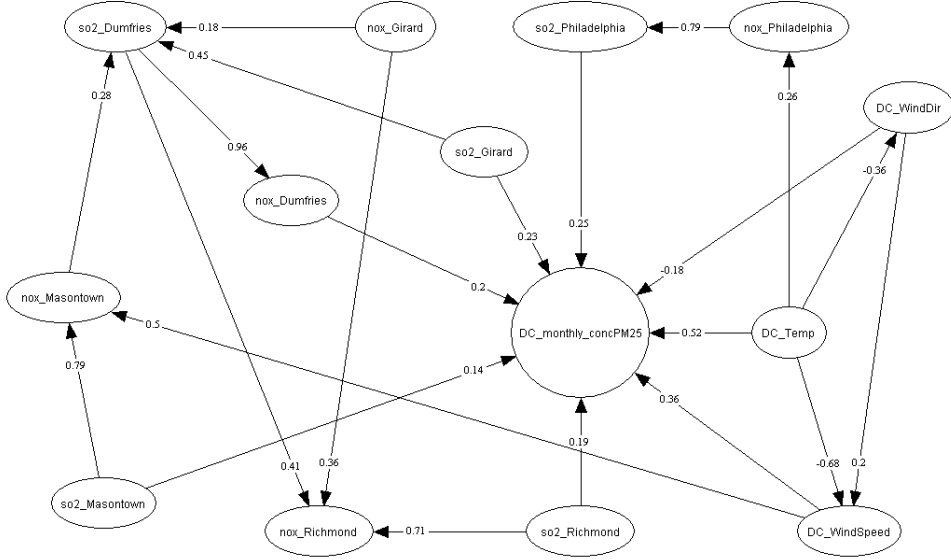 so2_Dumfries
0.18
nox_Girard
so2_Philadelphia
0.79
nox_Philadelphia
0.45
0.28
0.26
DC_WindDir
0.96
so2_Girard
-0.36
nox_Dumfries
0.25
0.23
-0.18
0.2
nox_Masontown
0.5
DC_monthly_concPM25
0.52
DC_Temp
0.79
0.14
0.36
0.19
0.41
0.36
-0.68
0.2
so2_Masontown
nox_Richmond
0.71
so2_Richmond
DC_WindSpeed